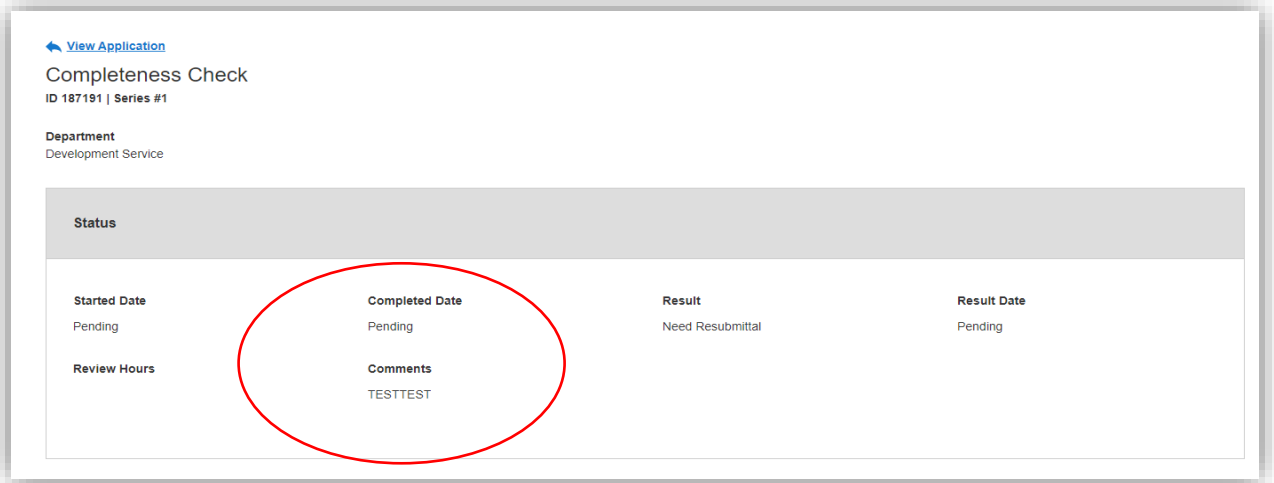 View Application
Completeness Check
ID 187191 | Series #1
Department
Development Service
Status
Started Date
Completed Date
Result
Result Date
Pending
Pending
Need Resubmittal
Pending
Review Hours
Comments
TESTTEST